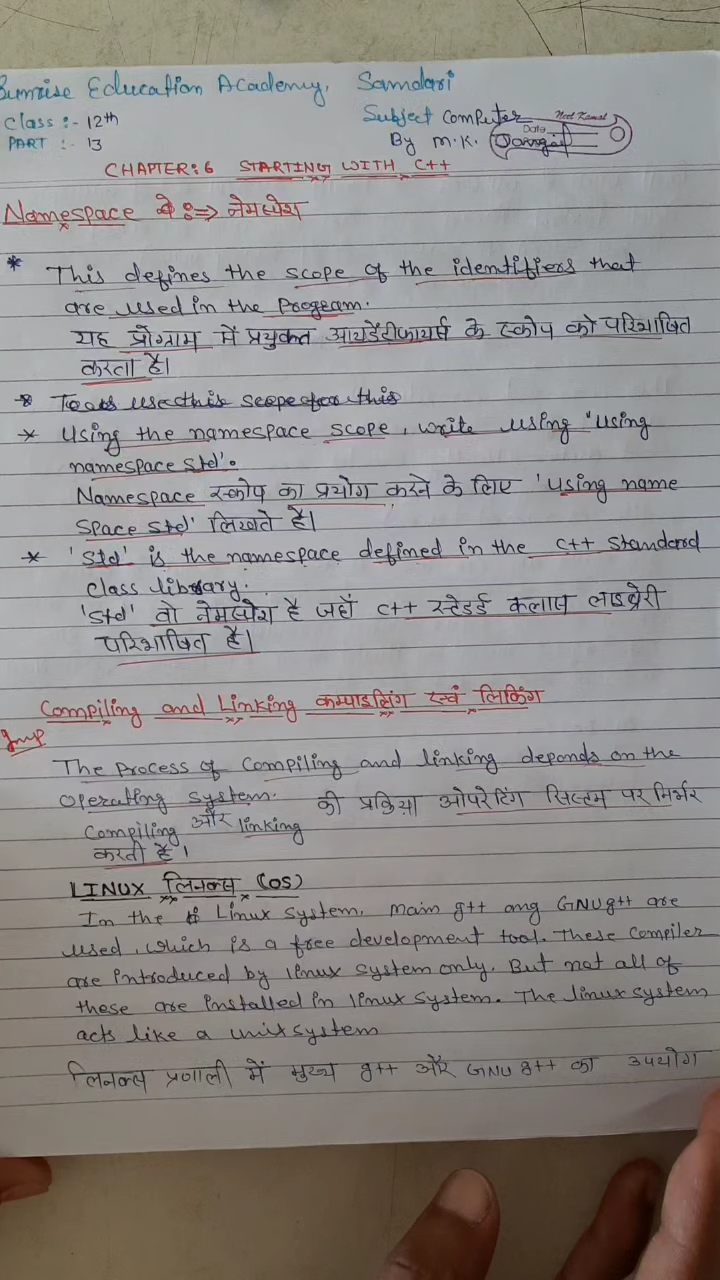 Sunrise Education Academy, Samdari
Class :- 12th
Subject Computer
Neel Kamal
PART :- 13
By M.K.
Date
CHAPTER: 6 STARTING WITH C++
Namespace :⇒ नेमस्पेश
* This defines the scope of the identifiers that
are used in the Program.
यह प्रोग्राम में प्रयुक्त आयडेंटीफायर्स के स्कोप को परिभाषित
करता है।
* Using the namespace scope, write using "using
namespace std".
Namespace स्कोप का प्रयोग करने के लिए 'using name
space std' लिखते हैं।
* 'std' is the namespace defined in the C++ Standard
class library.
'std' वो नेमस्पेश है जहाँ C++ स्टेडर्ड कलास लाइब्रेरी
परिभाषित है।
Compiling and Linking कम्पाइलिंग एवं लिकिंग
Imp
The Process of Compiling and linking depends on the
operating system.
Compiling और linking की प्रक्रिया ओपरेटिंग सिस्टम पर निर्भर
करती है।
LINUX लिनक्स (OS)
In the Linux system, main g++ ang GNU g++ are
used, which is a free development tool. These compiler
are introduced by linux system only. But not all of
these are installed in linux system. The linux system
acts like a unix system
लिनक्स प्रणाली में मुख्य g++ और GNU g++ का उपयोग